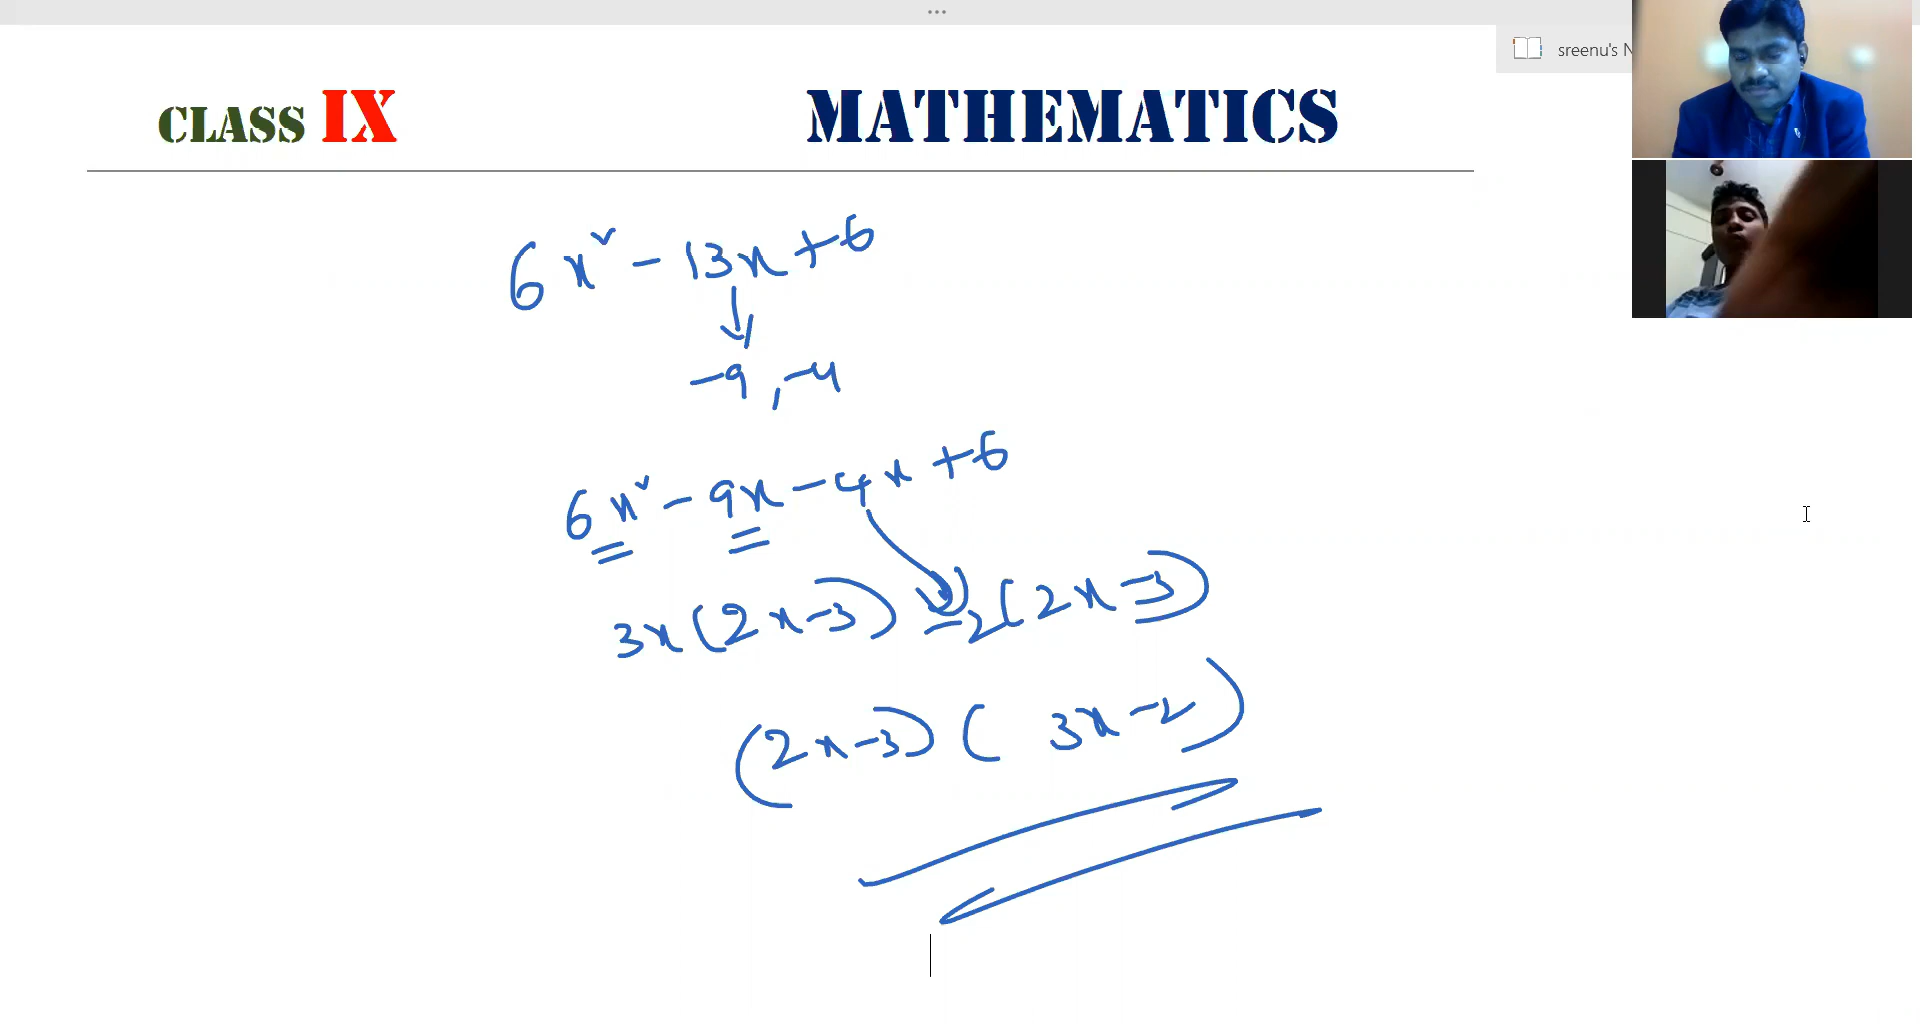 ...
sreenu's N
CLASS IX MATHEMATICS
6x² - 13x + 6
-9, -4
6x² - 9x - 4x + 6
3x(2x-3) -2(2x-3)
(2x-3)(3x-2)